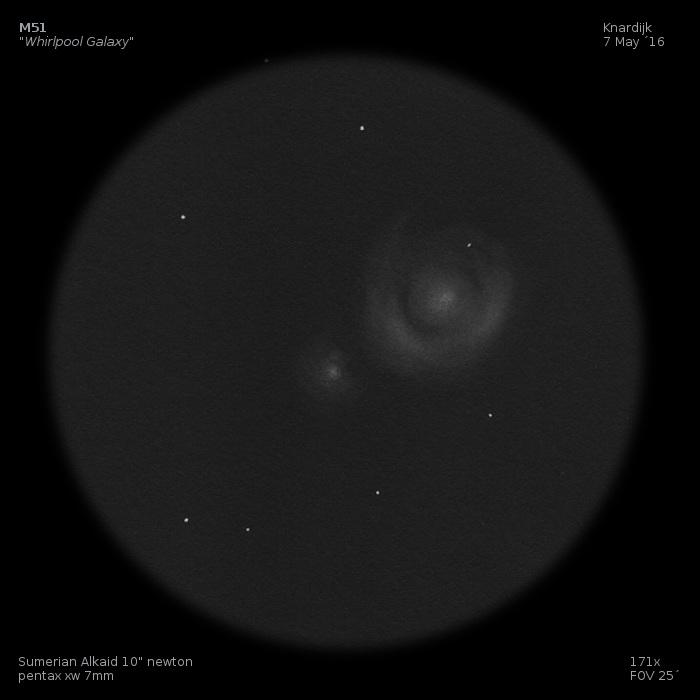 M51
"Whirlpool Galaxy"
Knardijk
7 May ´16
Sumerian Alkaid 10" newton
pentax xw 7mm
171x
FOV 25´